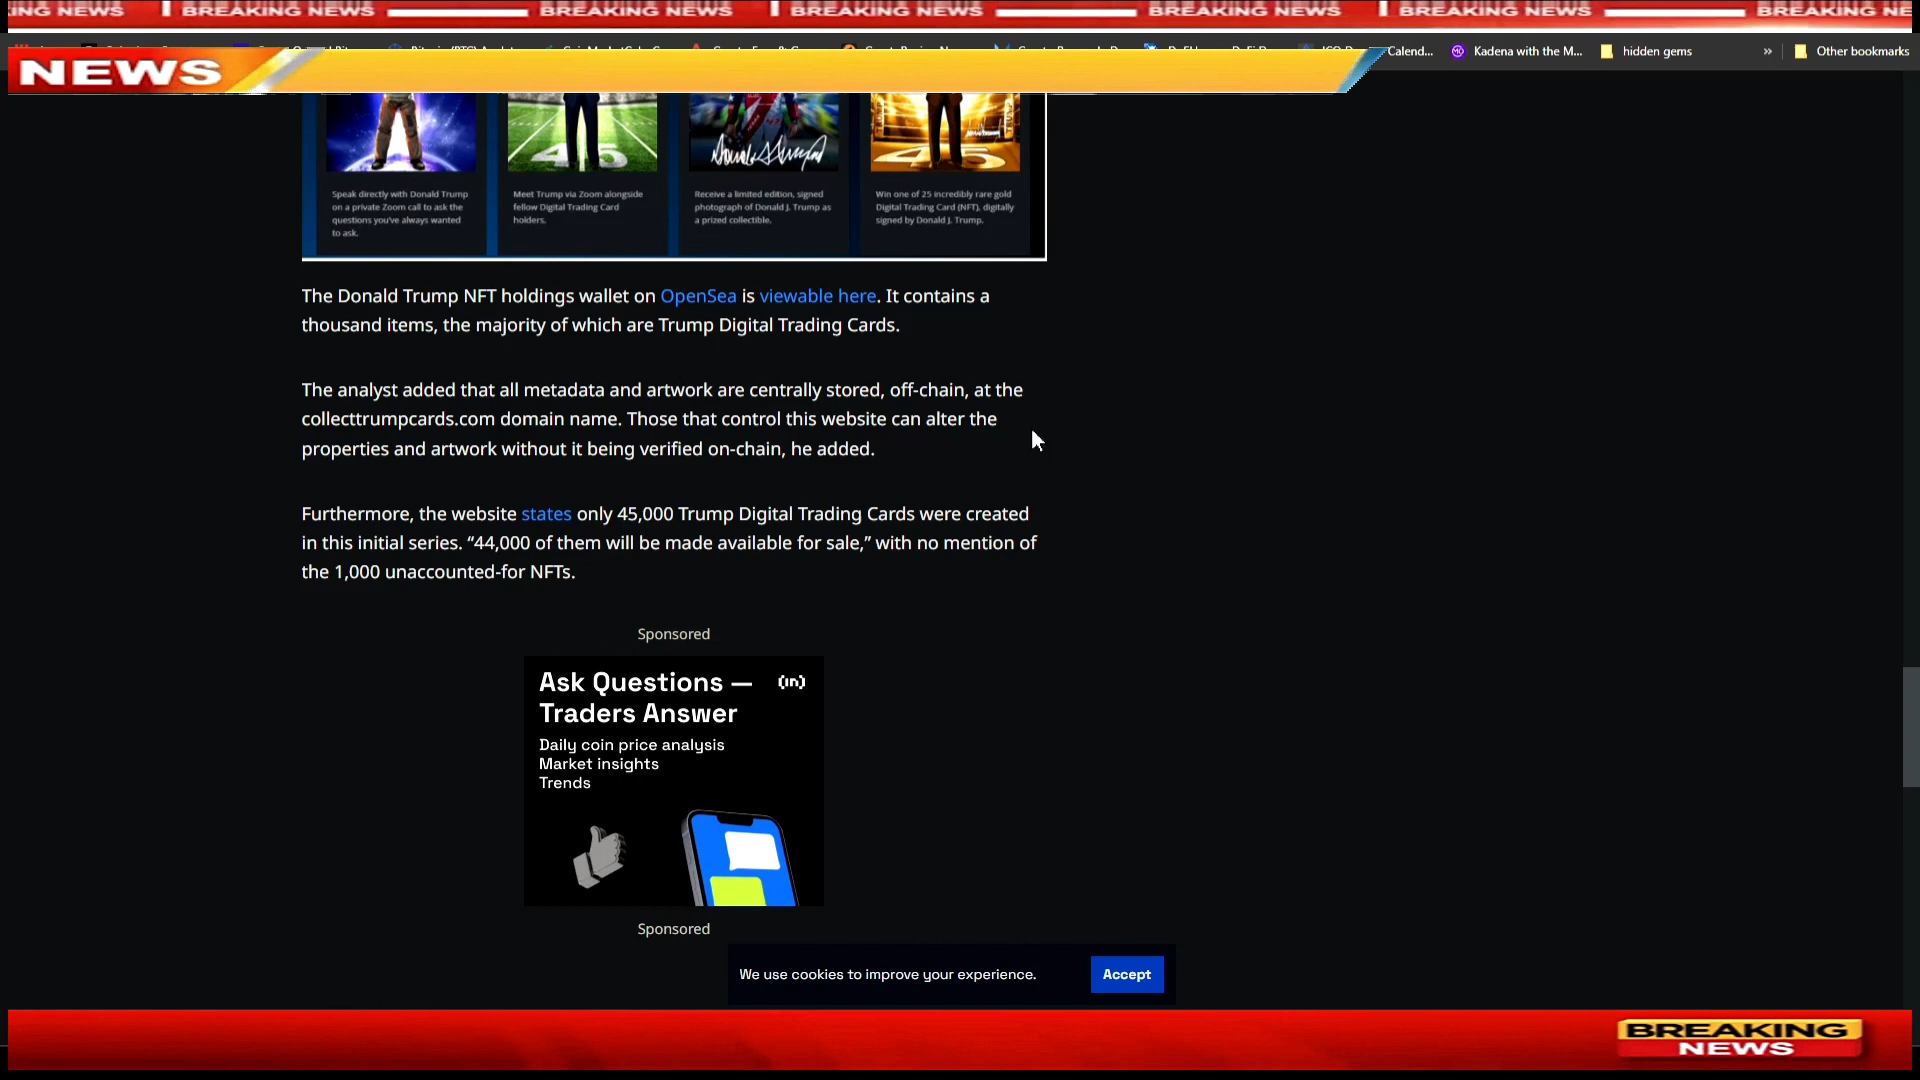 BREAKING NEWS BREAKING NEWS BREAKING NEWS BREAKING NEWS BREAKING NEWS
Calend... Kadena with the M... hidden gems » Other bookmarks
NEWS
45 Donald Trump 45
Speak directly with Donald Trump
on a private Zoom call to ask the
questions you've always wanted
to ask.
Meet Trump via Zoom alongside
fellow Digital Trading Card
holders.
Receive a limited edition, signed
photograph of Donald J. Trump as
a prized collectible.
Win one of 25 incredibly rare gold
Digital Trading Card (NFT), digitally
signed by Donald J. Trump.
The Donald Trump NFT holdings wallet on OpenSea is viewable here. It contains a
thousand items, the majority of which are Trump Digital Trading Cards.
The analyst added that all metadata and artwork are centrally stored, off-chain, at the
collecttrumpcards.com domain name. Those that control this website can alter the
properties and artwork without it being verified on-chain, he added.
Furthermore, the website states only 45,000 Trump Digital Trading Cards were created
in this initial series. “44,000 of them will be made available for sale,” with no mention of
the 1,000 unaccounted-for NFTs.
Sponsored
Ask Questions —
Traders Answer
(in)
Daily coin price analysis
Market insights
Trends
Sponsored
We use cookies to improve your experience.
Accept
BREAKING
NEWS